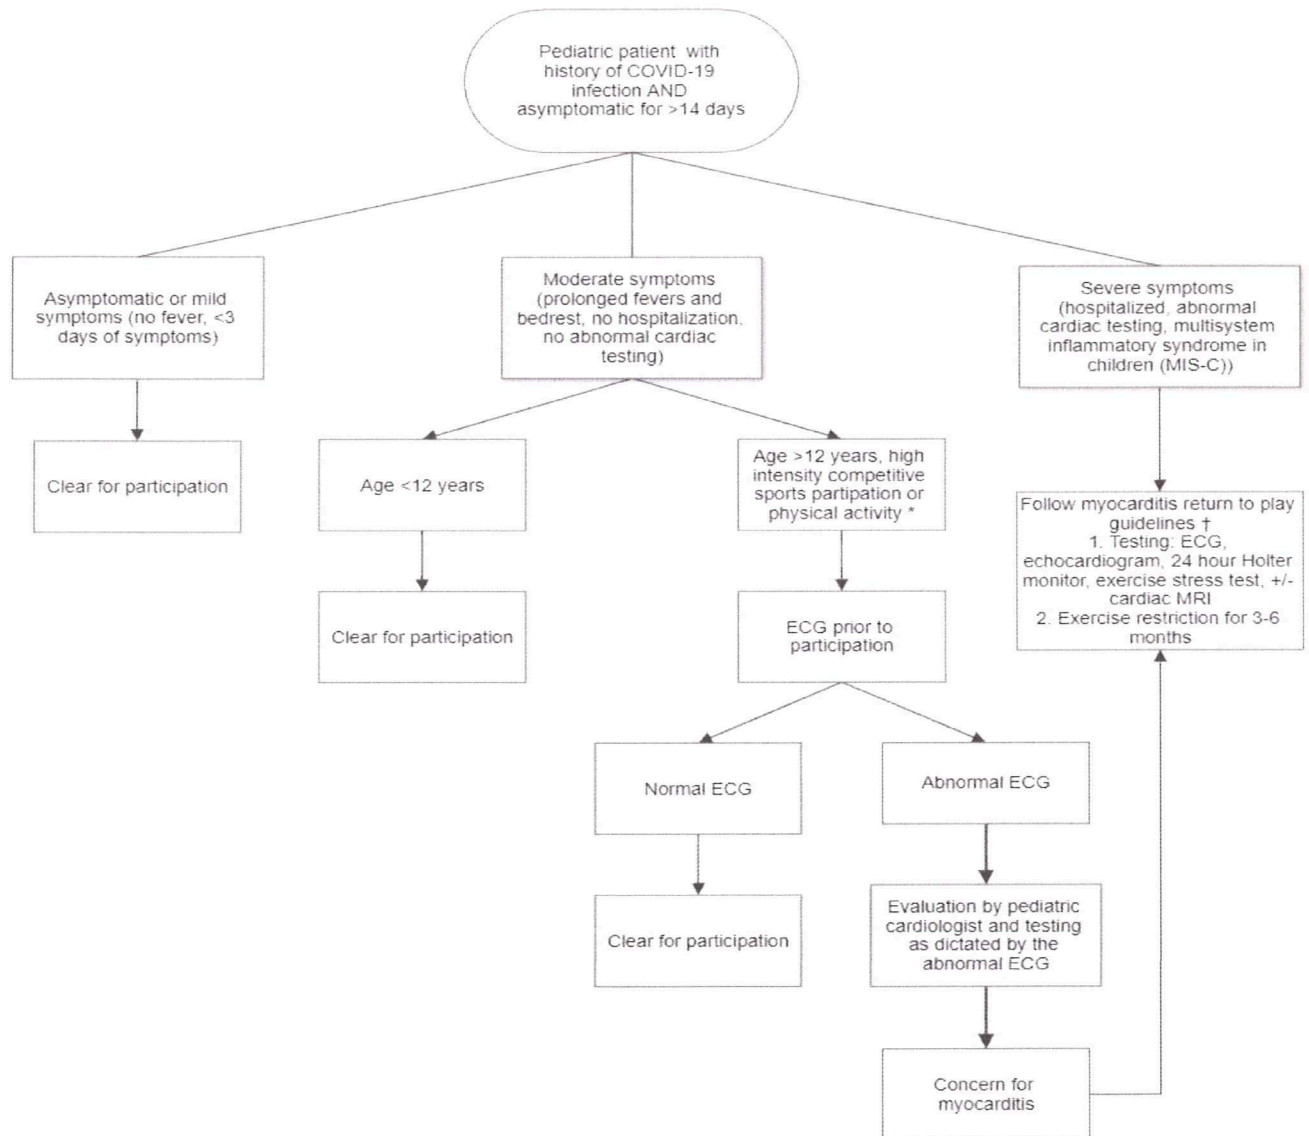 Pediatric patient with
history of COVID-19
infection AND
asymptomatic for >14 days
Asymptomatic or mild
symptoms (no fever, <3
days of symptoms)
Moderate symptoms
(prolonged fevers and
bedrest, no hospitalization,
no abnormal cardiac
testing)
Severe symptoms
(hospitalized, abnormal
cardiac testing, multisystem
inflammatory syndrome in
children (MIS-C))
Clear for participation
Age <12 years
Age >12 years, high
intensity competitive
sports partipation or
physical activity *
Follow myocarditis return to play
guidelines †
1. Testing: ECG,
echocardiogram, 24 hour Holter
monitor, exercise stress test, +/-
cardiac MRI
2. Exercise restriction for 3-6
months
Clear for participation
ECG prior to
participation
Normal ECG
Abnormal ECG
Clear for participation
Evaluation by pediatric
cardiologist and testing
as dictated by the
abnormal ECG
Concern for
myocarditis